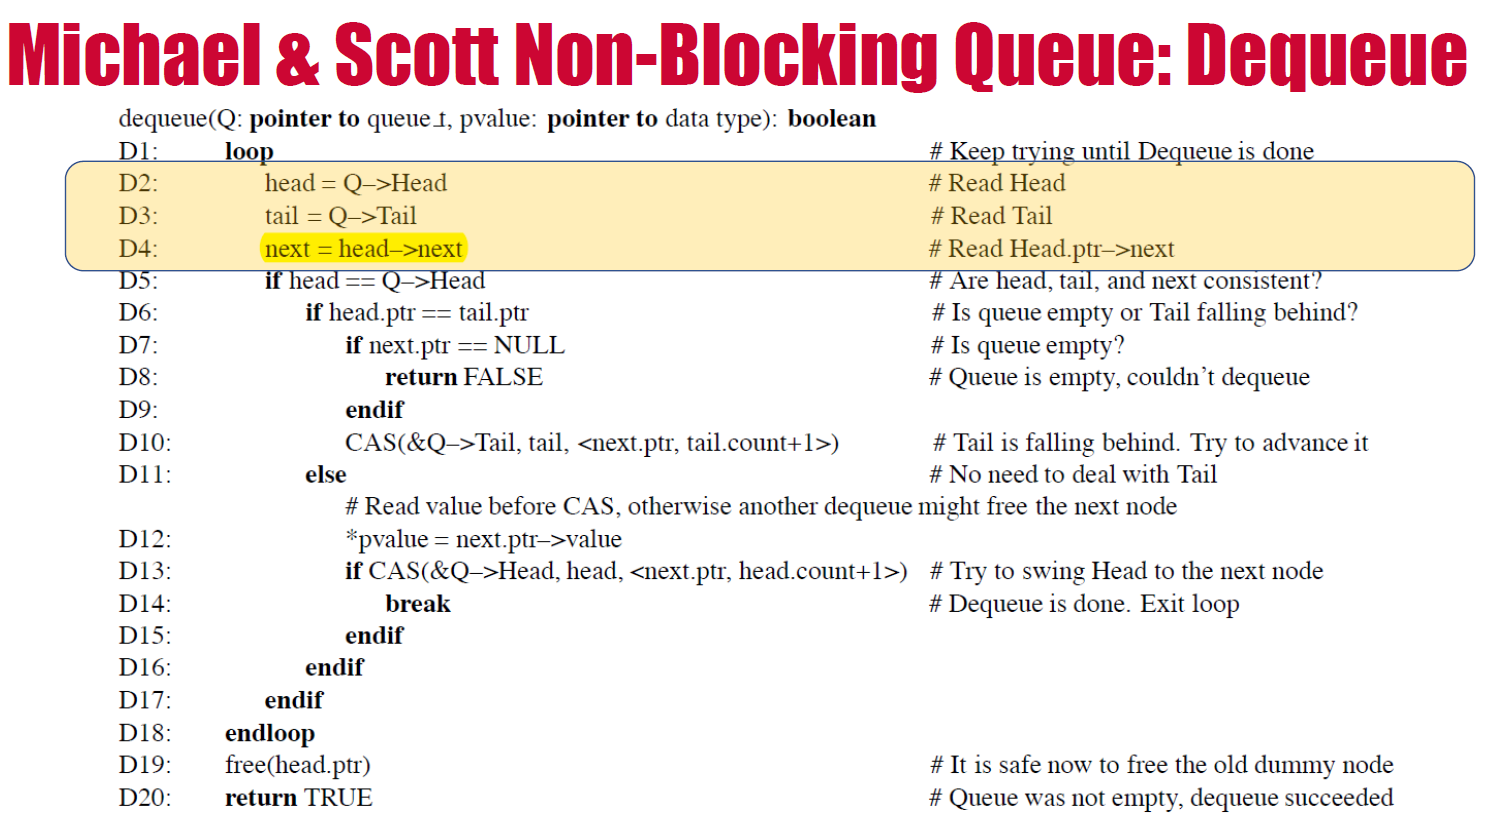 Michael & Scott Non-Blocking Queue: Dequeue
dequeue(Q: pointer to queue_t, pvalue: pointer to data type): boolean
D1: loop # Keep trying until Dequeue is done
D2: head = Q–>Head # Read Head
D3: tail = Q–>Tail # Read Tail
D4: next = head–>next # Read Head.ptr–>next
D5: if head == Q–>Head # Are head, tail, and next consistent?
D6: if head.ptr == tail.ptr # Is queue empty or Tail falling behind?
D7: if next.ptr == NULL # Is queue empty?
D8: return FALSE # Queue is empty, couldn't dequeue
D9: endif
D10: CAS(&Q–>Tail, tail, <next.ptr, tail.count+1>) # Tail is falling behind. Try to advance it
D11: else # No need to deal with Tail
# Read value before CAS, otherwise another dequeue might free the next node
D12: *pvalue = next.ptr–>value
D13: if CAS(&Q–>Head, head, <next.ptr, head.count+1>) # Try to swing Head to the next node
D14: break # Dequeue is done. Exit loop
D15: endif
D16: endif
D17: endif
D18: endloop
D19: free(head.ptr) # It is safe now to free the old dummy node
D20: return TRUE # Queue was not empty, dequeue succeeded